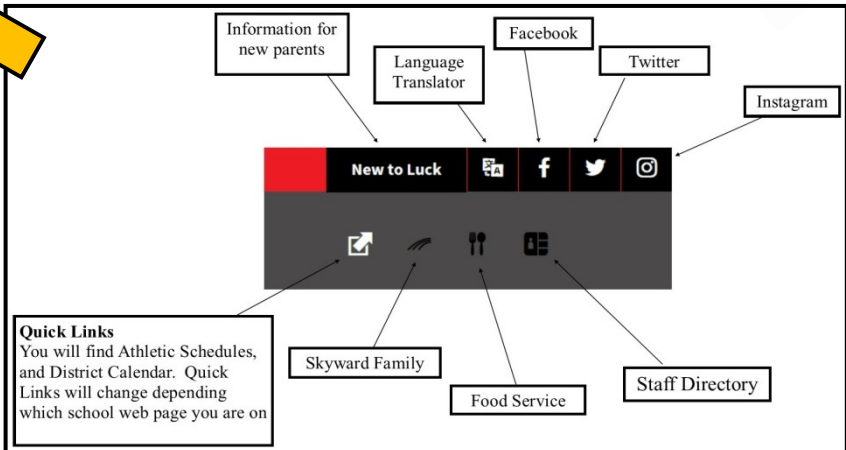 Information for
new parents
Language
Translator
Facebook
Twitter
Instagram
New to Luck
Quick Links
You will find Athletic Schedules,
and District Calendar. Quick
Links will change depending
which school web page you are on
Skyward Family
Food Service
Staff Directory